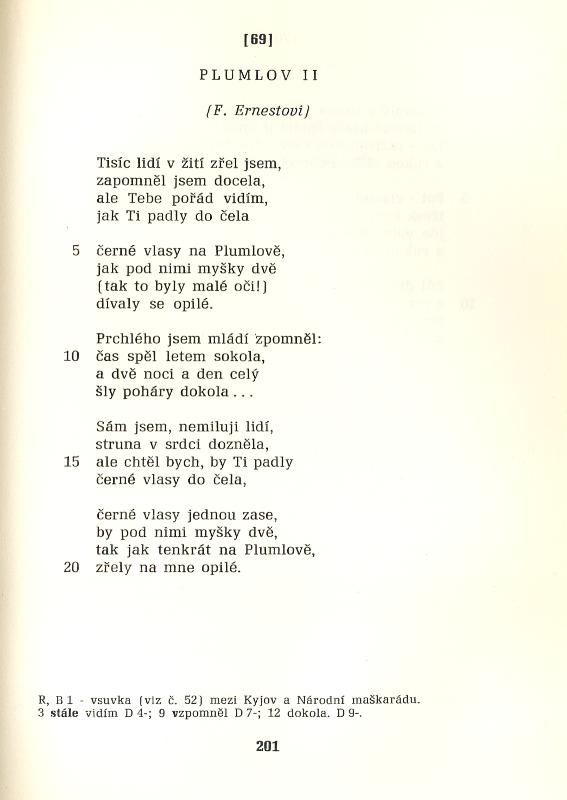 [69]
PLUMLOV II
(F. Ernestovi)
Tisíc lidí v žití zřel jsem,
zapomněl jsem docela,
ale Tebe pořád vidím,
jak Ti padly do čela
5 černé vlasy na Plumlově,
jak pod nimi myšky dvě
(tak to byly malé oči!)
dívaly se opilé.
Prchlého jsem mládí zpomněl:
10 čas spěl letem sokola,
a dvě noci a den celý
šly poháry dokola...
Sám jsem, nemiluji lidí,
struna v srdci dozněla,
15 ale chtěl bych, by Ti padly
černé vlasy do čela,
černé vlasy jednou zase,
by pod nimi myšky dvě,
tak jak tenkrát na Plumlově,
20 zřely na mne opilé.
R, B 1 - vsuvka (viz č. 52) mezi Kyjov a Národní maškarádu.
3 stále vidím D 4-; 9 vzpomněl D 7-; 12 dokola. D 9-.
201